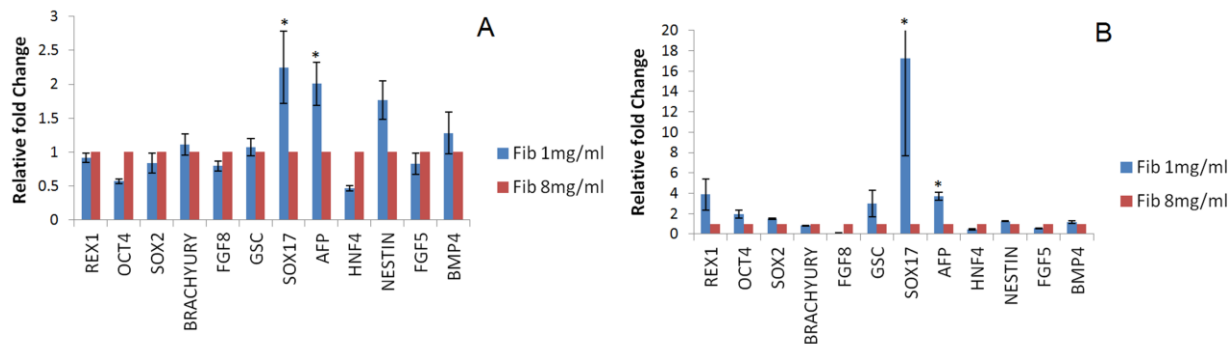 A
Relative fold Change
3
2.5
2
1.5
1
0.5
0
* *
Fib 1mg/ml
Fib 8mg/ml
REX1
OCT4
SOX2
BRACHYURY
FGF8
GSC
SOX17
AFP
HNF4
NESTIN
FGF5
BMP4
B
Relative fold Change
20
18
16
14
12
10
8
6
4
2
0
*
*
Fib 1mg/ml
Fib 8mg/ml
REX1
OCT4
SOX2
BRACHYURY
FGF8
GSC
SOX17
AFP
HNF4
NESTIN
FGF5
BMP4